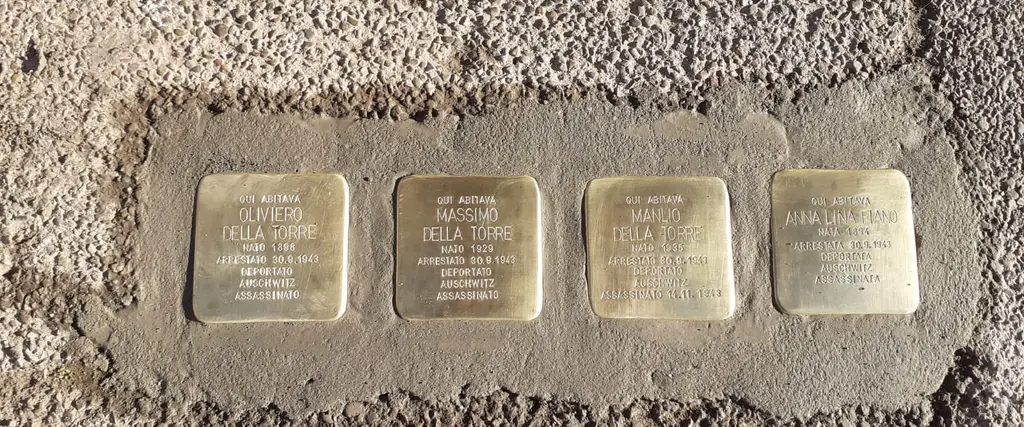 QUI ABITAVA
OLIVIERO
DELLA TORRE
NATO 1898
ARRESTATO 30.9.1943
DEPORTATO
AUSCHWITZ
ASSASSINATO
QUI ABITAVA
MASSIMO
DELLA TORRE
NATO 1929
ARRESTATO 30.9.1943
DEPORTATO
AUSCHWITZ
ASSASSINATO
QUI ABITAVA
MANLIO
DELLA TORRE
NATO 1935
ARRESTATO 30.9.1943
DEPORTATO
AUSCHWITZ
ASSASSINATO 11.1943
QUI ABITAVA
ANNA LINA FIANO
NATA 1894
ARRESTATA 30.9.1943
DEPORTATA
AUSCHWITZ
ASSASSINATA